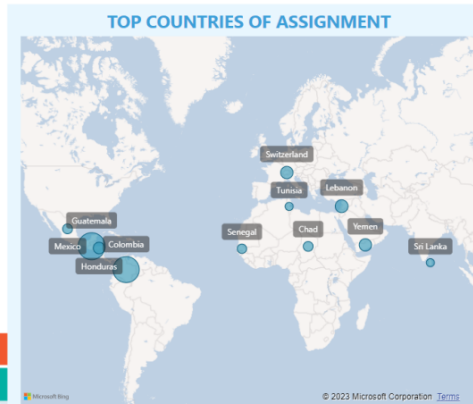 TOP COUNTRIES OF ASSIGNMENT
Switzerland
Tunisia
Lebanon
Guatemala
Mexico
Colombia
Honduras
Senegal
Chad
Yemen
Sri Lanka
Microsoft Bing
© 2023 Microsoft Corporation Terms